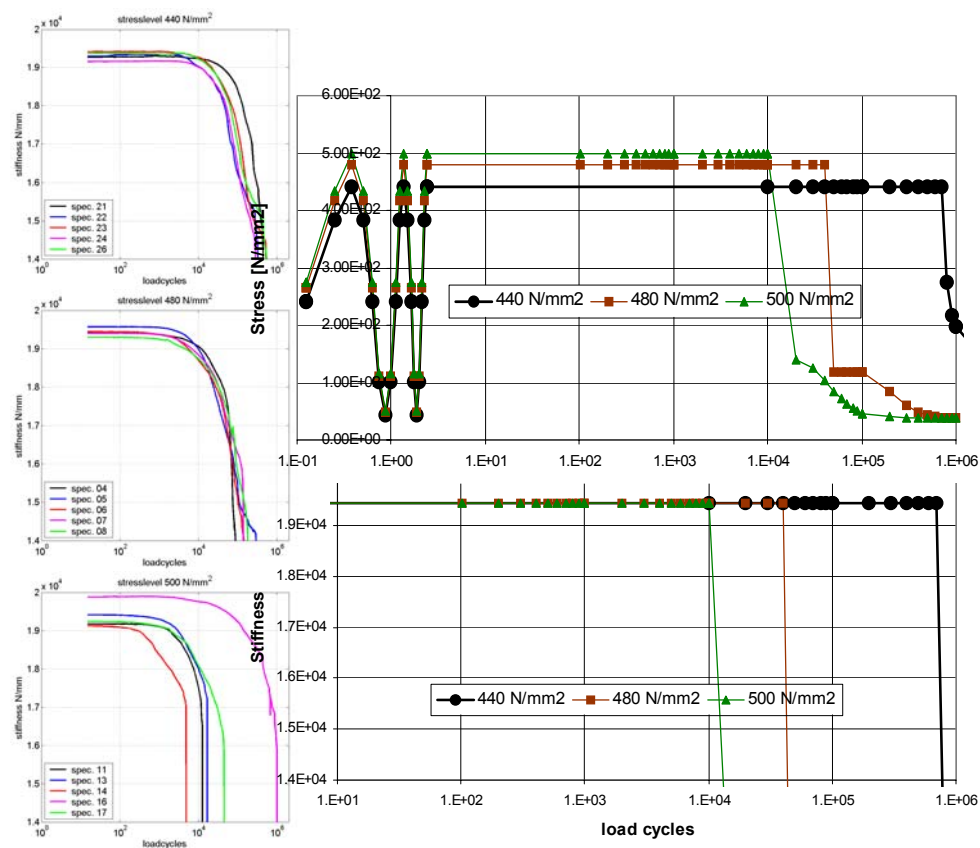 stresslevel 440 N/mm2
x 10^4
2
1.9
1.8
1.7
1.6
1.5
1.4
stiffness N/mm
spec. 21
spec. 22
spec. 23
spec. 24
spec. 26
10^0 10^2 10^4 10^6
loadcycles
stresslevel 480 N/mm2
x 10^4
2
1.9
1.8
1.7
1.6
1.5
1.4
stiffness N/mm
spec. 04
spec. 05
spec. 06
spec. 07
spec. 08
10^0 10^2 10^4 10^6
loadcycles
stresslevel 500 N/mm2
x 10^4
2
1.9
1.8
1.7
1.6
1.5
1.4
stiffness N/mm
spec. 11
spec. 13
spec. 14
spec. 16
spec. 17
10^0 10^2 10^4 10^6
loadcycles
Stress [N/mm2]
6.00E+02
5.00E+02
4.00E+02
3.00E+02
2.00E+02
1.00E+02
0.00E+00
440 N/mm2 480 N/mm2 500 N/mm2
1.E-01 1.E+00 1.E+01 1.E+02 1.E+03 1.E+04 1.E+05 1.E+06
Stiffness
1.9E+04
1.8E+04
1.7E+04
1.6E+04
1.5E+04
1.4E+04
440 N/mm2 480 N/mm2 500 N/mm2
1.E+01 1.E+02 1.E+03 1.E+04 1.E+05 1.E+06
load cycles